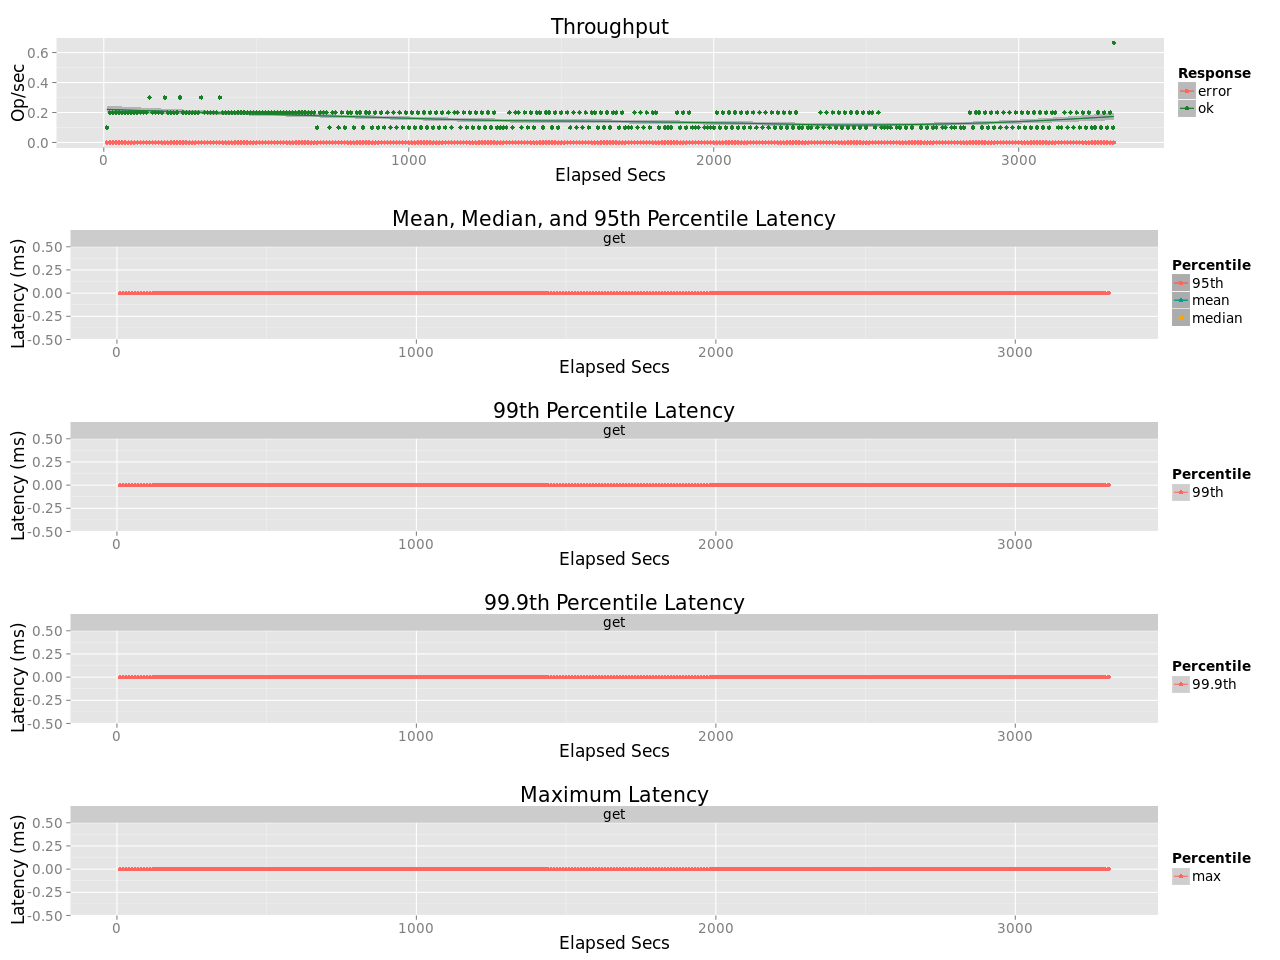 Throughput
Op/sec
0.6
0.4
0.2
0.0
0 1000 2000 3000
Elapsed Secs
Response
error
ok
Mean, Median, and 95th Percentile Latency
get
Latency (ms)
0.50
0.25
0.00
-0.25
-0.50
0 1000 2000 3000
Elapsed Secs
Percentile
95th
mean
median
99th Percentile Latency
get
Latency (ms)
0.50
0.25
0.00
-0.25
-0.50
0 1000 2000 3000
Elapsed Secs
Percentile
99th
99.9th Percentile Latency
get
Latency (ms)
0.50
0.25
0.00
-0.25
-0.50
0 1000 2000 3000
Elapsed Secs
Percentile
99.9th
Maximum Latency
get
Latency (ms)
0.50
0.25
0.00
-0.25
-0.50
0 1000 2000 3000
Elapsed Secs
Percentile
max